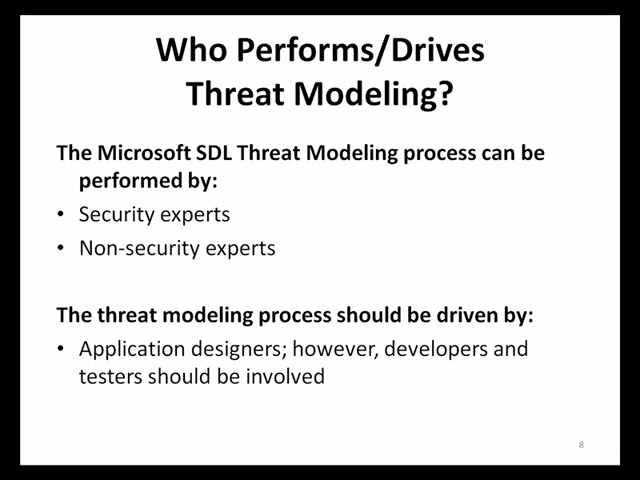 Who Performs/Drives
Threat Modeling?
The Microsoft SDL Threat Modeling process can be
performed by:
• Security experts
• Non-security experts
The threat modeling process should be driven by:
• Application designers; however, developers and
testers should be involved
8